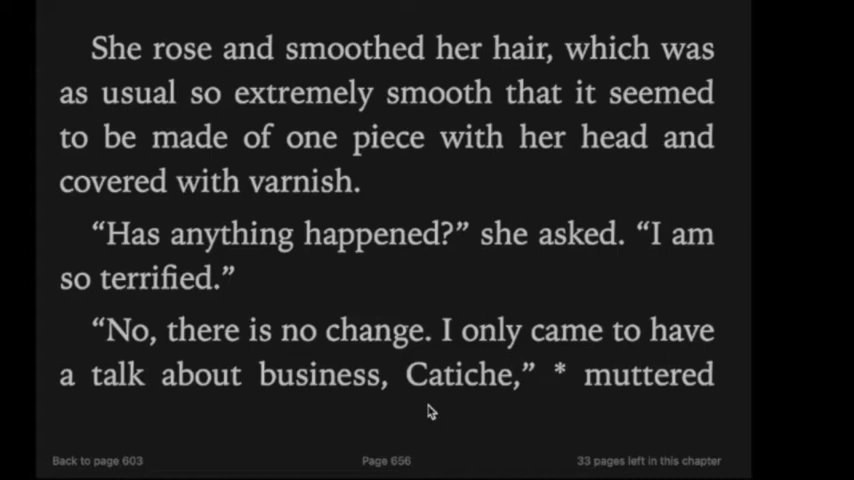 She rose and smoothed her hair, which was
as usual so extremely smooth that it seemed
to be made of one piece with her head and
covered with varnish.
“Has anything happened?” she asked. “I am
so terrified.”
“No, there is no change. I only came to have
a talk about business, Catiche,” * muttered
Back to page 603
Page 656
33 pages left in this chapter